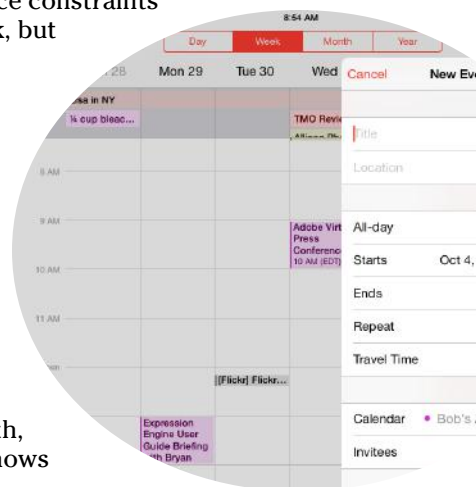 ce constraints
k, but
8:54 AM
Day Week Month Year
28 Mon 29 Tue 30 Wed
Cancel New Eve
sa in NY
¼ cup bleac...
TMO Revie
Title
Location
8 AM
9 AM
Adobe Virt
Press
Conference
10 AM (EDT)
All-day
Starts Oct 4,
10 AM
Ends
11 AM
Repeat
Travel Time
[Flickr] Flickr...
Expression
Engine User
Guide Briefing
with Bryan
Calendar • Bob's
Invitees
th,
hows